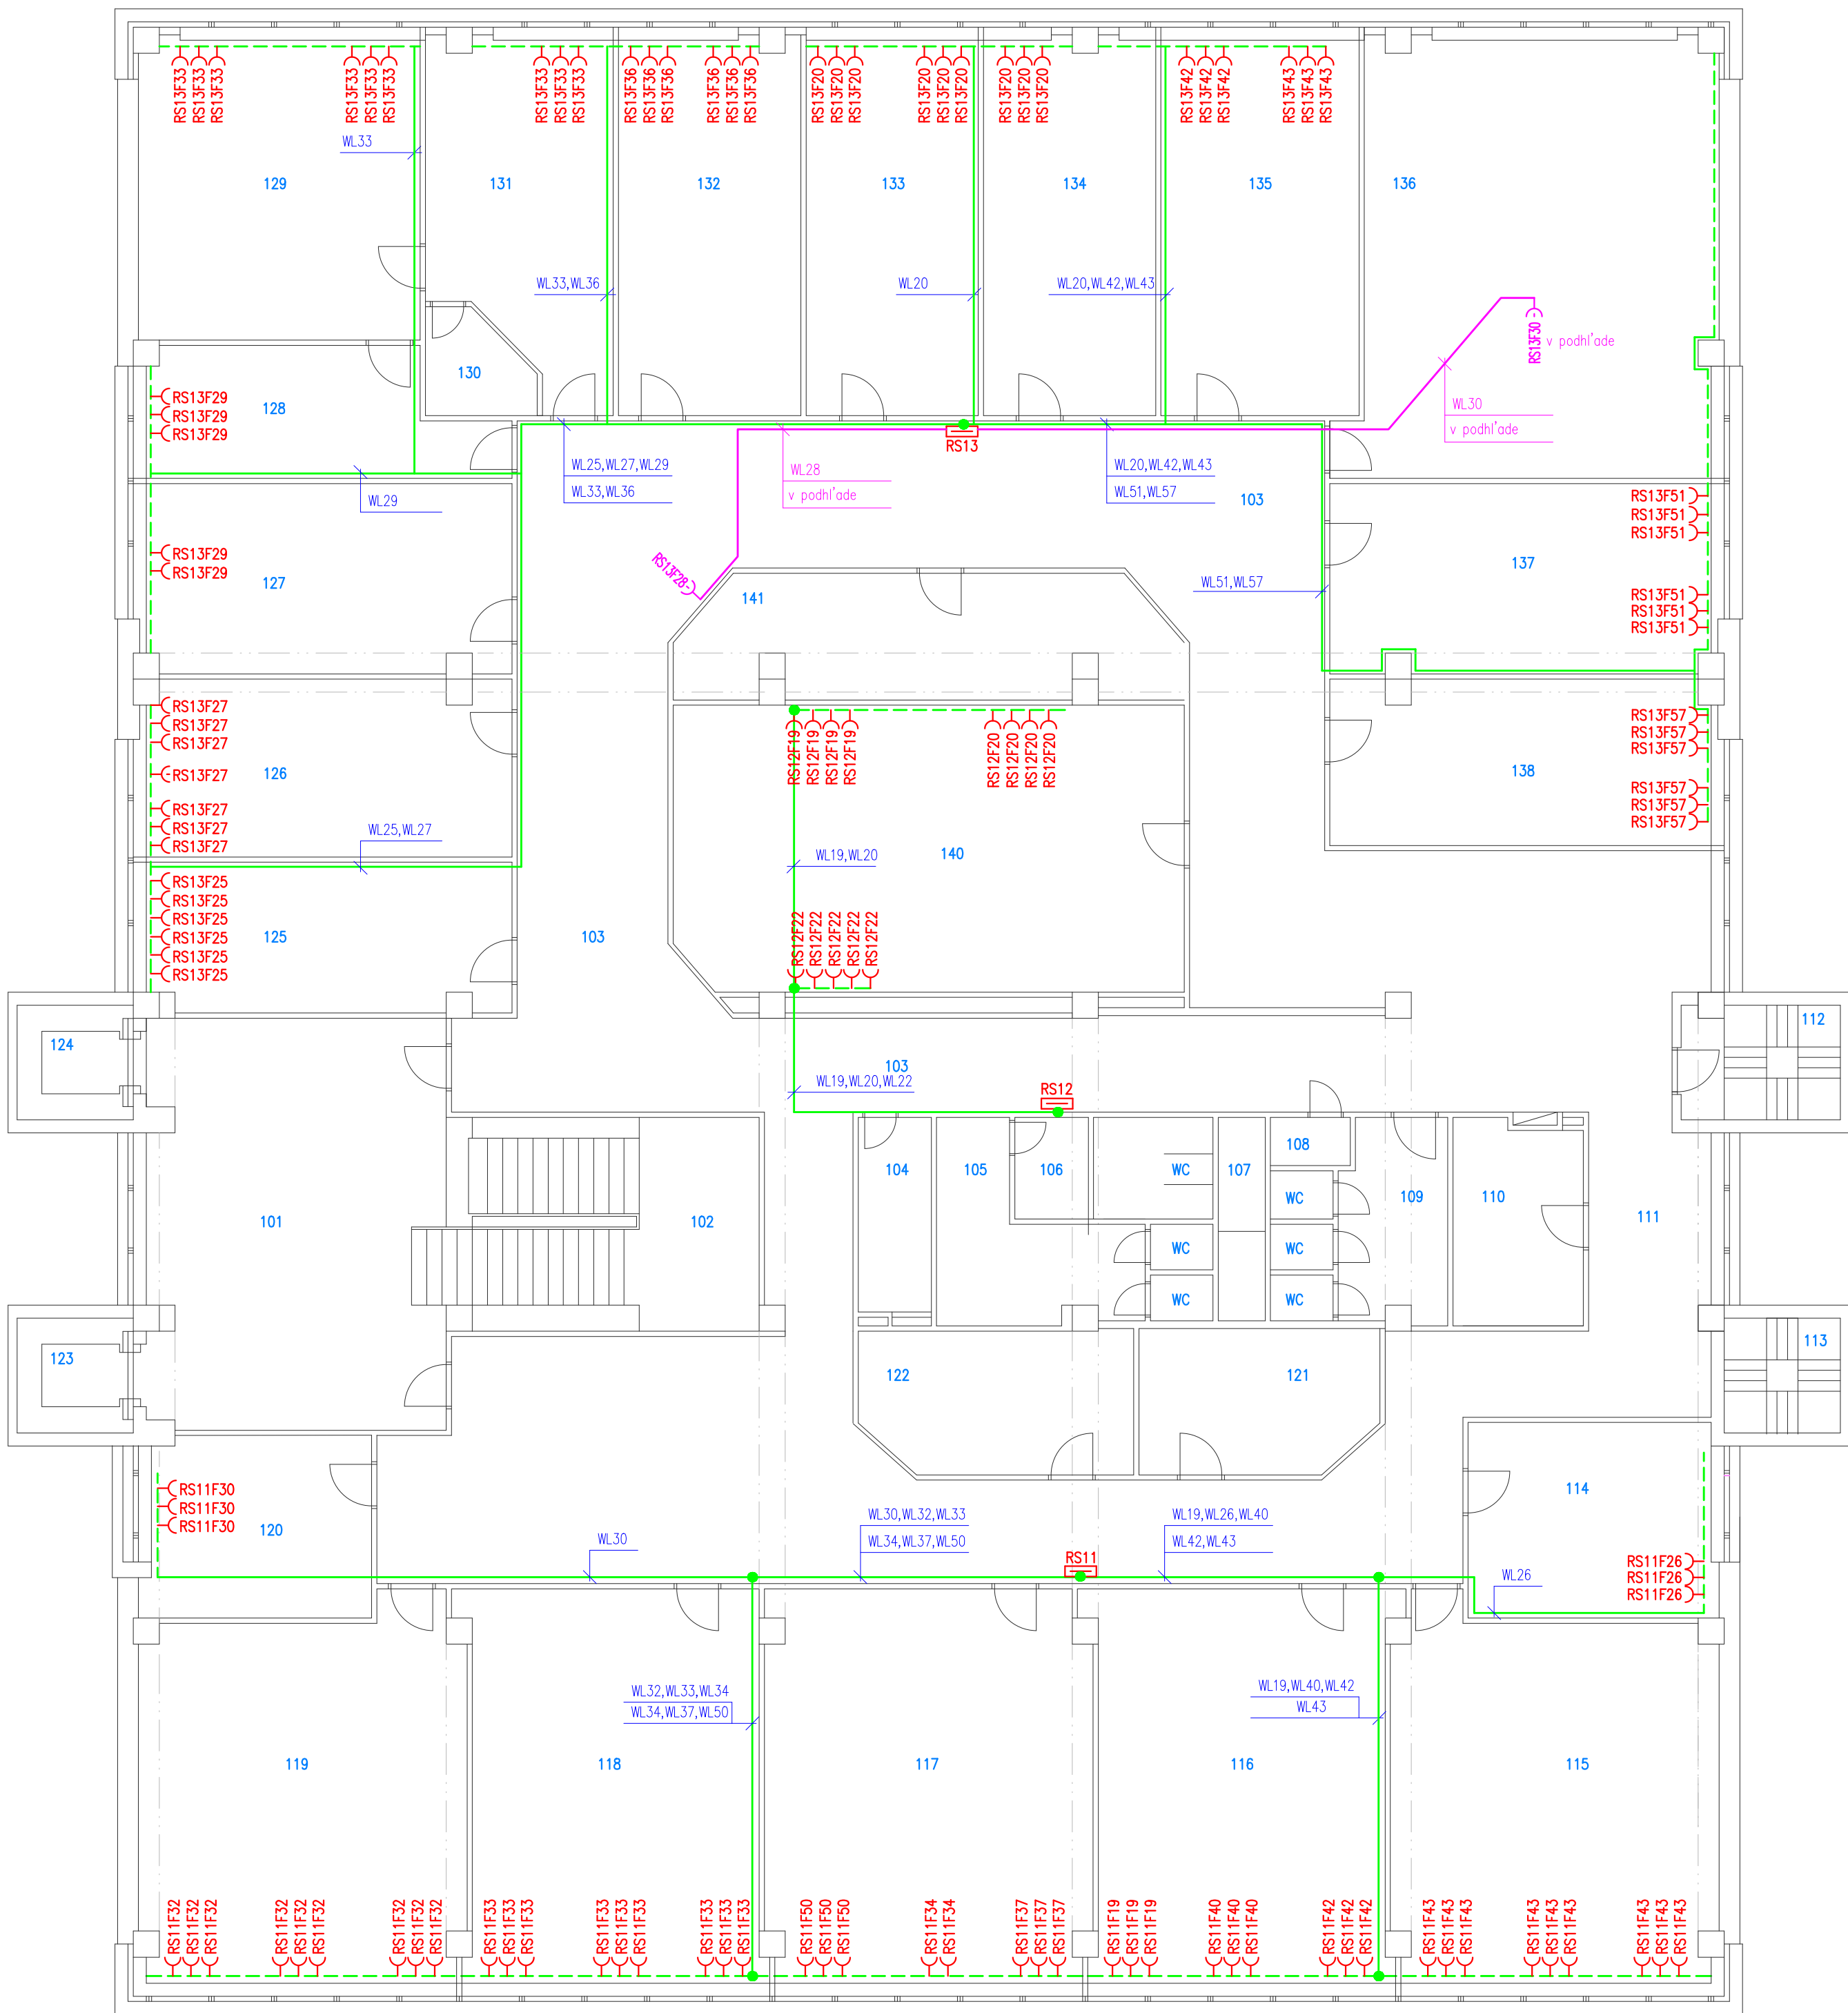 RS13F33
RS13F33
RS13F33
RS13F33
RS13F33
RS13F33
RS13F33
RS13F33
RS13F33
RS13F36
RS13F36
RS13F36
RS13F36
RS13F36
RS13F36
RS13F20
RS13F20
RS13F20
RS13F20
RS13F20
RS13F20
RS13F20
RS13F20
RS13F20
RS13F42
RS13F42
RS13F42
RS13F43
RS13F43
RS13F43
WL33
129
131
132
133
134
135
136
WL33,WL36
WL20
WL20,WL42,WL43
RS13F30
v podhl'ade
130
128
RS13F29
RS13F29
RS13F29
WL30
v podhl'ade
RS13
WL25,WL27,WL29
WL33,WL36
WL28
v podhl'ade
WL20,WL42,WL43
WL51,WL57
103
WL29
RS13F51
RS13F51
RS13F51
RS13F29
RS13F29
127
RS13F28
141
WL51,WL57
137
RS13F51
RS13F51
RS13F51
RS13F27
RS13F27
RS13F27
RS13F27
RS13F27
RS13F27
RS13F27
126
RS12F19
RS12F19
RS12F19
RS12F19
RS12F20
RS12F20
RS12F20
RS12F20
RS13F57
RS13F57
RS13F57
138
RS13F57
RS13F57
RS13F57
WL25,WL27
WL19,WL20
140
RS13F25
RS13F25
RS13F25
RS13F25
RS13F25
RS13F25
125
103
RS12F22
RS12F22
RS12F22
RS12F22
RS12F22
124
112
103
WL19,WL20,WL22
RS12
104
105
106
WC
107
108
WC
109
110
111
101
102
WC
WC
WC
WC
123
113
122
121
RS11F30
RS11F30
RS11F30
120
WL30
WL30,WL32,WL33
WL34,WL37,WL50
RS11
WL19,WL26,WL40
WL42,WL43
114
WL26
RS11F26
RS11F26
RS11F26
WL32,WL33,WL34
WL34,WL37,WL50
WL19,WL40,WL42
WL43
119
118
117
116
115
RS11F32
RS11F32
RS11F32
RS11F32
RS11F32
RS11F32
RS11F32
RS11F32
RS11F32
RS11F33
RS11F33
RS11F33
RS11F33
RS11F33
RS11F33
RS11F33
RS11F33
RS11F33
RS11F50
RS11F50
RS11F50
RS11F34
RS11F34
RS11F37
RS11F37
RS11F37
RS11F19
RS11F19
RS11F19
RS11F40
RS11F40
RS11F40
RS11F42
RS11F42
RS11F42
RS11F43
RS11F43
RS11F43
RS11F43
RS11F43
RS11F43
RS11F43
RS11F43
RS11F43